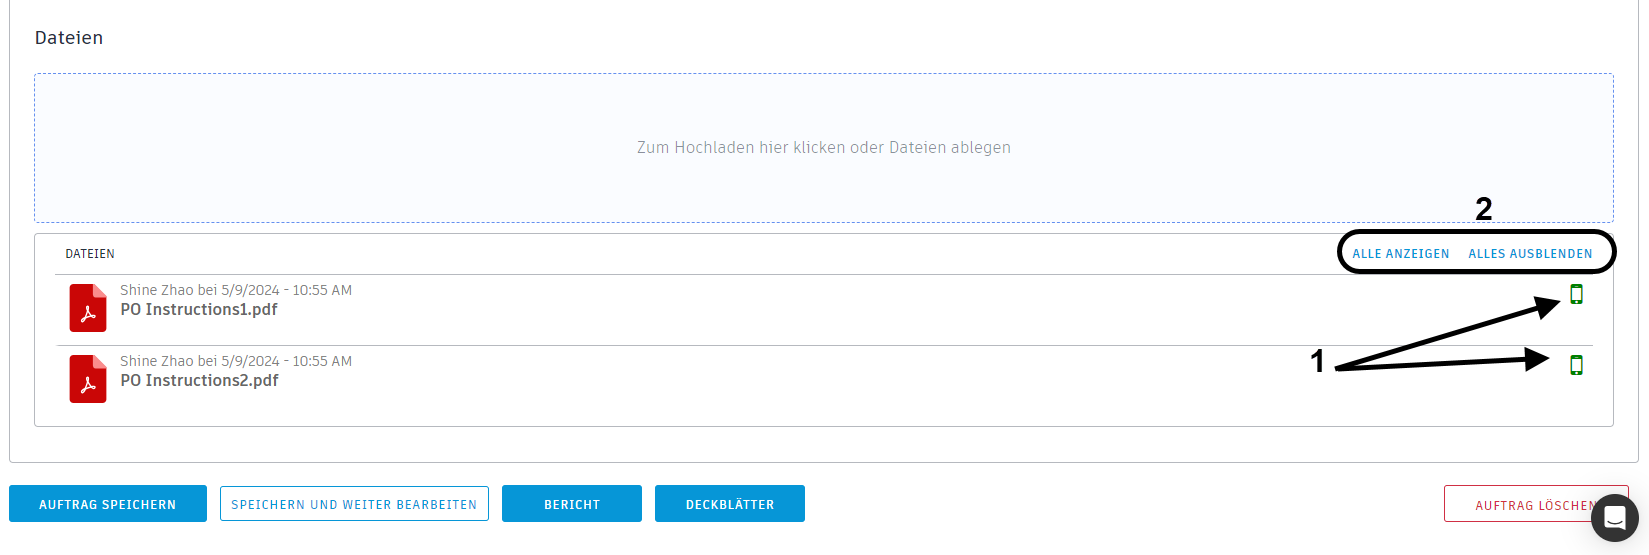 Dateien
Zum Hochladen hier klicken oder Dateien ablegen
2
DATEIEN ALLE ANZEIGEN ALLES AUSBLENDEN
Shine Zhao bei 5/9/2024 - 10:55 AM
PO Instructions1.pdf
1
Shine Zhao bei 5/9/2024 - 10:55 AM
PO Instructions2.pdf
AUFTRAG SPEICHERN SPEICHERN UND WEITER BEARBEITEN BERICHT DECKBLÄTTER AUFTRAG LÖSCHEN